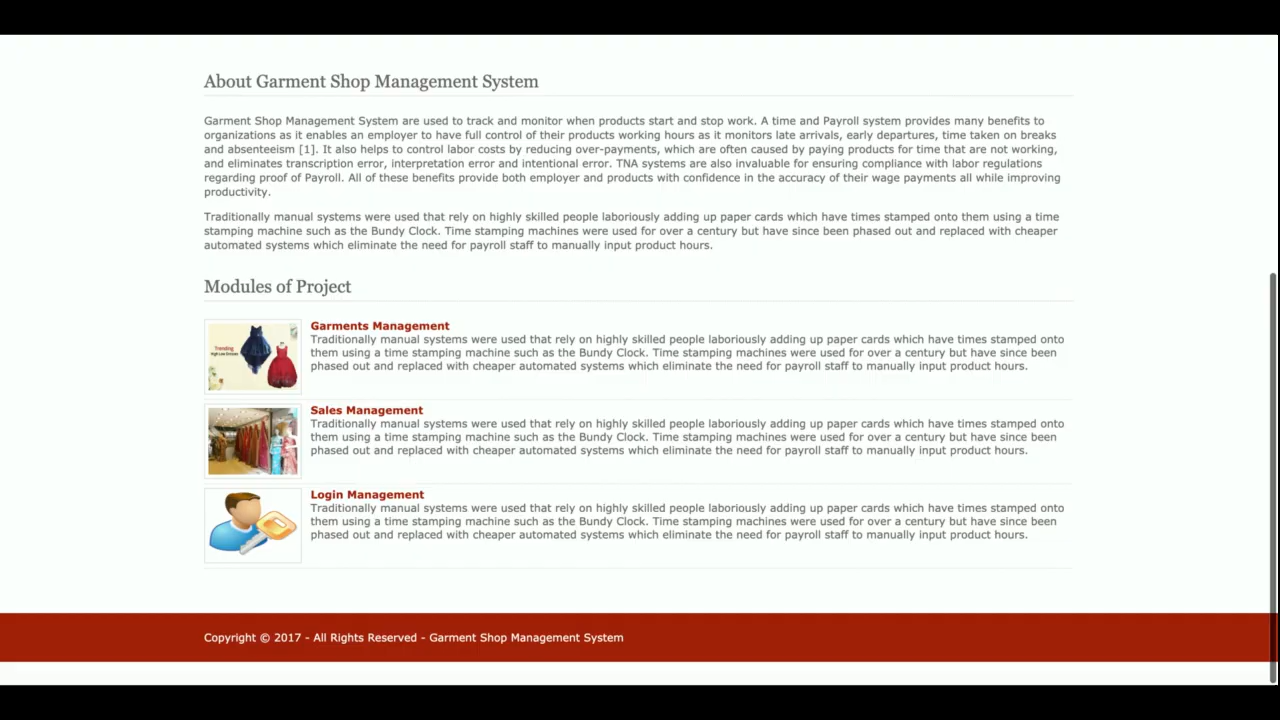 About Garment Shop Management System
Garment Shop Management System are used to track and monitor when products start and stop work. A time and Payroll system provides many benefits to
organizations as it enables an employer to have full control of their products working hours as it monitors late arrivals, early departures, time taken on breaks
and absenteeism [1]. It also helps to control labor costs by reducing over-payments, which are often caused by paying products for time that are not working,
and eliminates transcription error, interpretation error and intentional error. TNA systems are also invaluable for ensuring compliance with labor regulations
regarding proof of Payroll. All of these benefits provide both employer and products with confidence in the accuracy of their wage payments all while improving
productivity.
Traditionally manual systems were used that rely on highly skilled people laboriously adding up paper cards which have times stamped onto them using a time
stamping machine such as the Bundy Clock. Time stamping machines were used for over a century but have since been phased out and replaced with cheaper
automated systems which eliminate the need for payroll staff to manually input product hours.
Modules of Project
Trending
High Low Dresses
Garments Management
Traditionally manual systems were used that rely on highly skilled people laboriously adding up paper cards which have times stamped onto
them using a time stamping machine such as the Bundy Clock. Time stamping machines were used for over a century but have since been
phased out and replaced with cheaper automated systems which eliminate the need for payroll staff to manually input product hours.
Sales Management
Traditionally manual systems were used that rely on highly skilled people laboriously adding up paper cards which have times stamped onto
them using a time stamping machine such as the Bundy Clock. Time stamping machines were used for over a century but have since been
phased out and replaced with cheaper automated systems which eliminate the need for payroll staff to manually input product hours.
Login Management
Traditionally manual systems were used that rely on highly skilled people laboriously adding up paper cards which have times stamped onto
them using a time stamping machine such as the Bundy Clock. Time stamping machines were used for over a century but have since been
phased out and replaced with cheaper automated systems which eliminate the need for payroll staff to manually input product hours.
Copyright © 2017 - All Rights Reserved - Garment Shop Management System